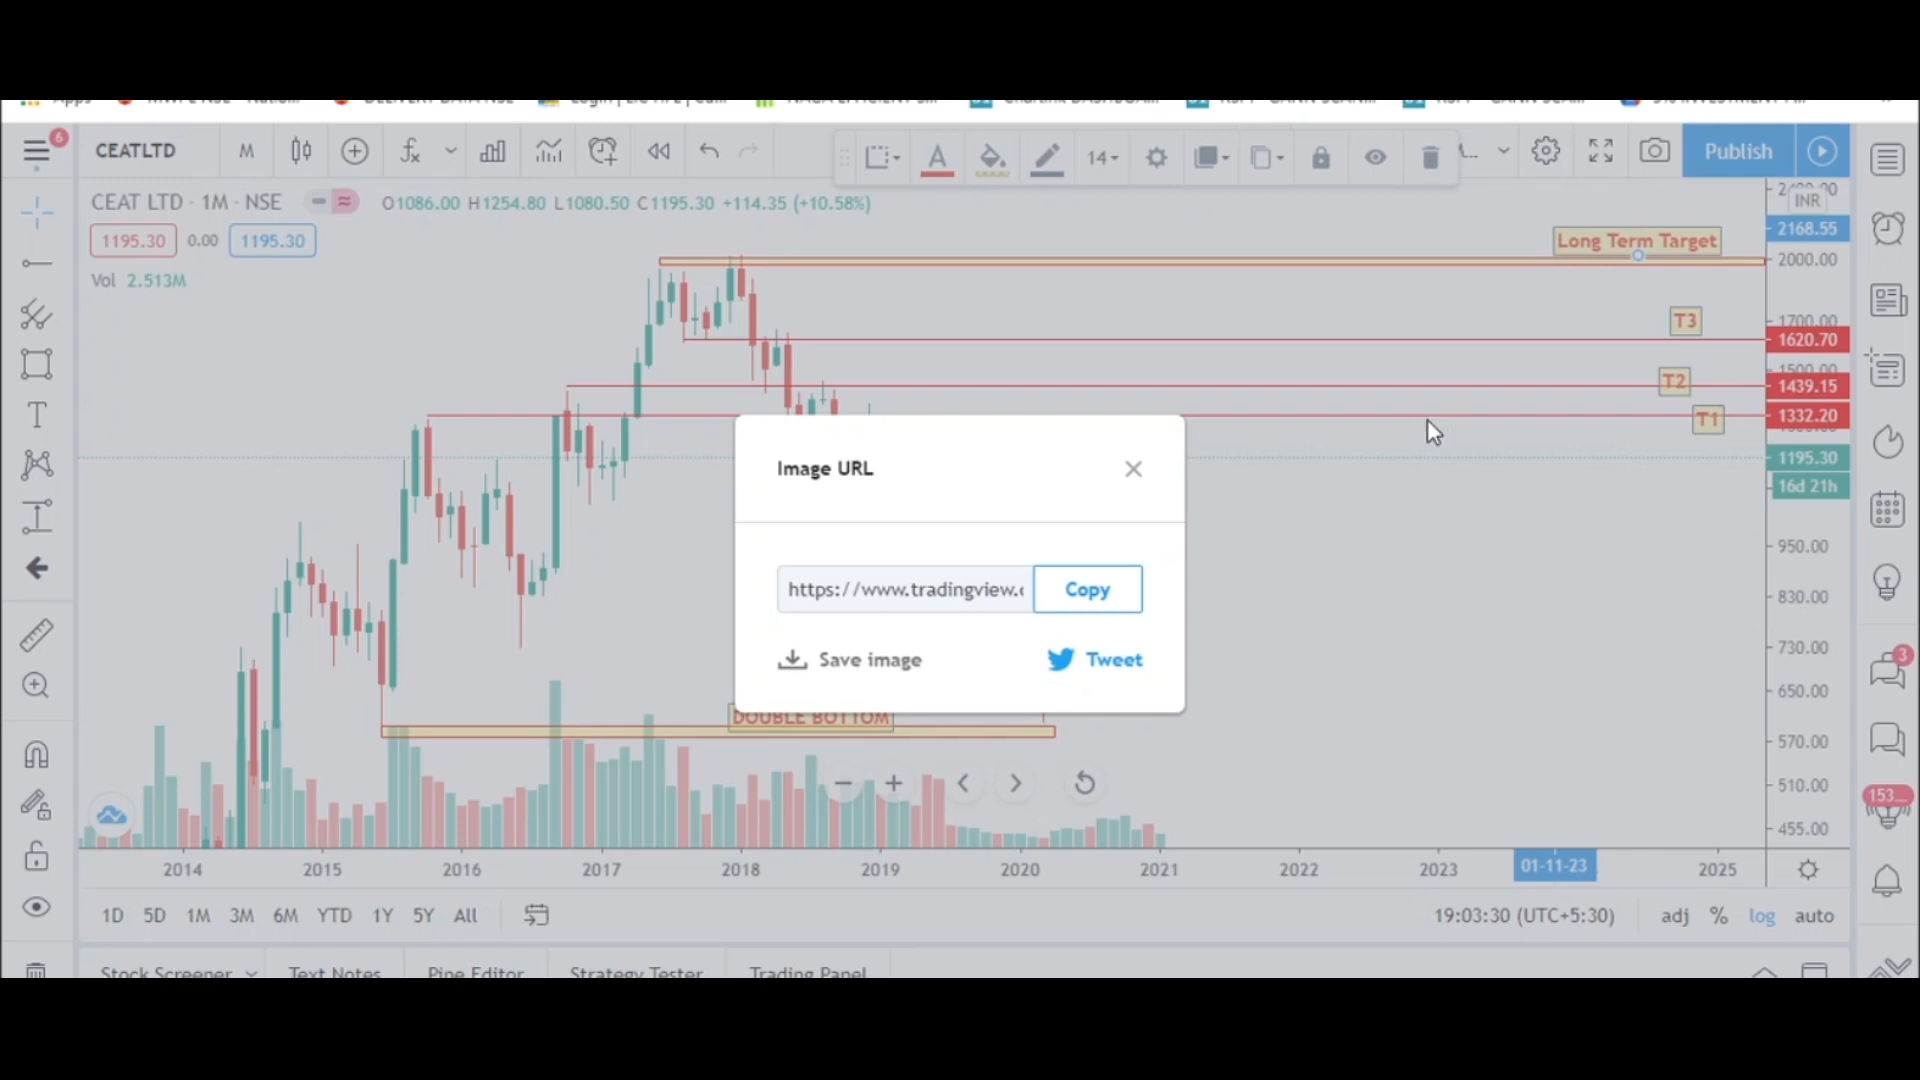 6
CEATLTD
M
14
Publish
CEAT LTD · 1M · NSE
O1086.00 H1254.80 L1080.50 C1195.30 +114.35 (+10.58%)
1195.30
0.00
1195.30
Vol 2.513M
INR
2168.55
2000.00
1700.00
1620.70
1439.15
1332.20
1195.30
16d 21h
950.00
830.00
730.00
650.00
570.00
510.00
455.00
Long Term Target
T3
T2
T1
Image URL
https://www.tradingview.
Copy
Save image
Tweet
DOUBLE BOTTOM
3
153...
2014
2015
2016
2017
2018
2019
2020
2021
2022
2023
01-11-23
2025
1D 5D 1M 3M 6M YTD 1Y 5Y All
19:03:30 (UTC+5:30)
adj % log auto
Stock Screener
Text Notes
Pine Editor
Strategy Tester
Trading Panel